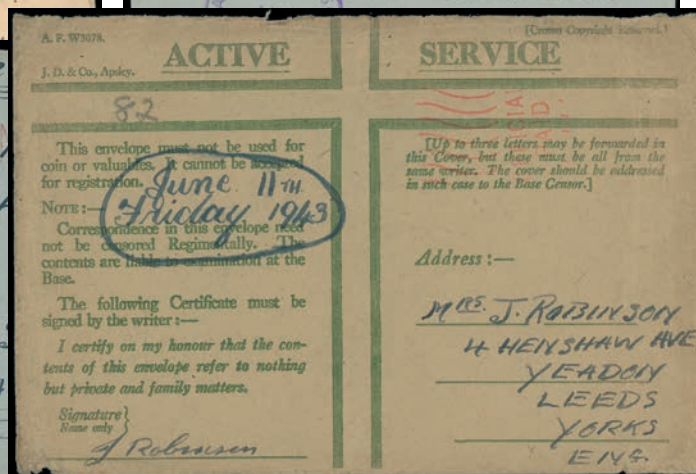 A. F. W3078.
J. D. & Co., Apsley.
ACTIVE
82
This envelope must not be used for
coin or valuables. It cannot be accepted
for registration.
NOTE:—
Correspondence in this envelope need
not be censored Regimentally. The
contents are liable to examination at the
Base.
June 11TH
Friday 1943
The following Certificate must be
signed by the writer:—
I certify on my honour that the con-
tents of this envelope refer to nothing
but private and family matters.
Signature }
Name only
J Robinson
[Crown Copyright Reserved.]
SERVICE
[Up to three letters may be forwarded in
this Cover, but these must be all from the
same writer. The cover should be addressed
in such case to the Base Censor.]
Address:—
MRS. J. ROBINSON
4 HENSHAW AVE
YEADON
LEEDS
YORKS
ENG.